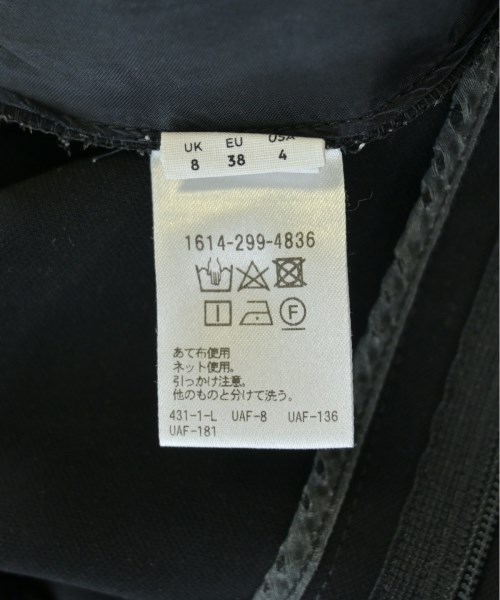 UK EU USA
8 38 4
1614-299-4836
F
あて布使用
ネット使用。
引っかけ注意。
他のものと分けて洗う。
431-1-L UAF-8 UAF-136
UAF-181